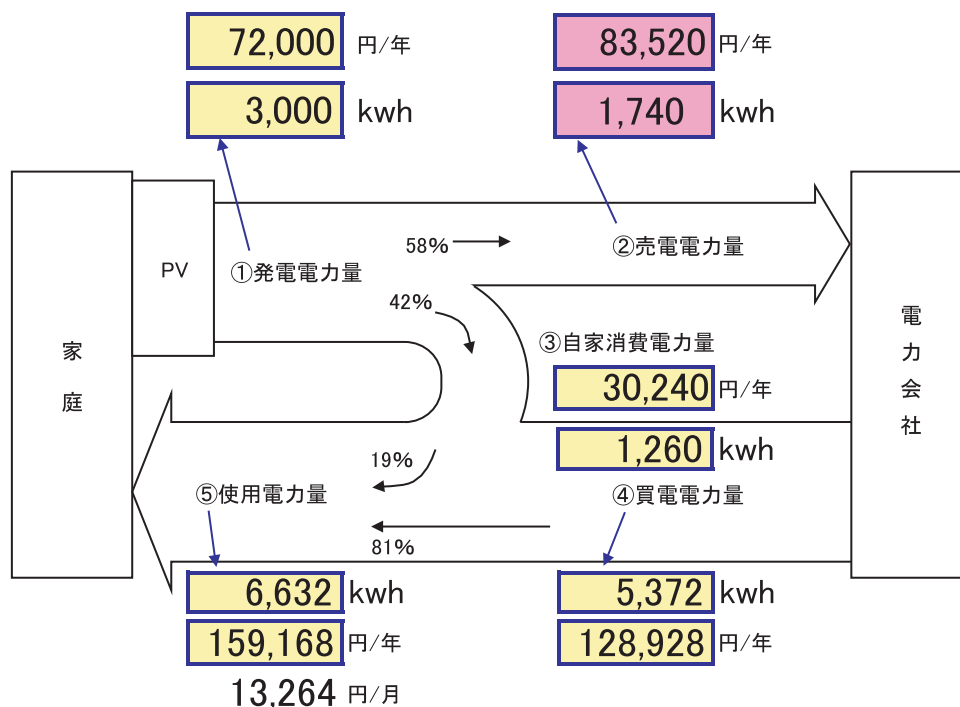 72,000 円/年
83,520 円/年
3,000 kwh
1,740 kwh
58%
②売電電力量
PV
①発電電力量
42%
③自家消費電力量
30,240 円/年
1,260 kwh
家庭
電力会社
19%
⑤使用電力量
④買電電力量
81%
6,632 kwh
5,372 kwh
159,168 円/年
128,928 円/年
13,264 円/月